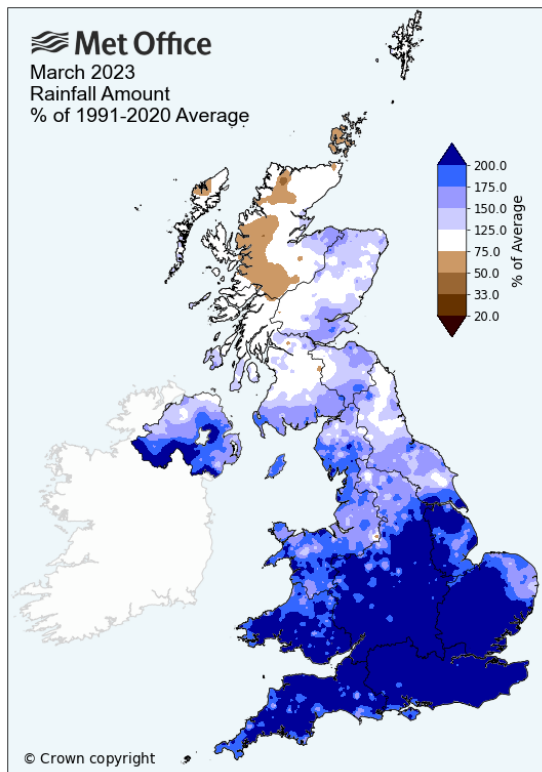 Met Office
March 2023
Rainfall Amount
% of 1991-2020 Average
200.0
175.0
150.0
125.0
75.0
50.0
33.0
20.0
% of Average
© Crown copyright